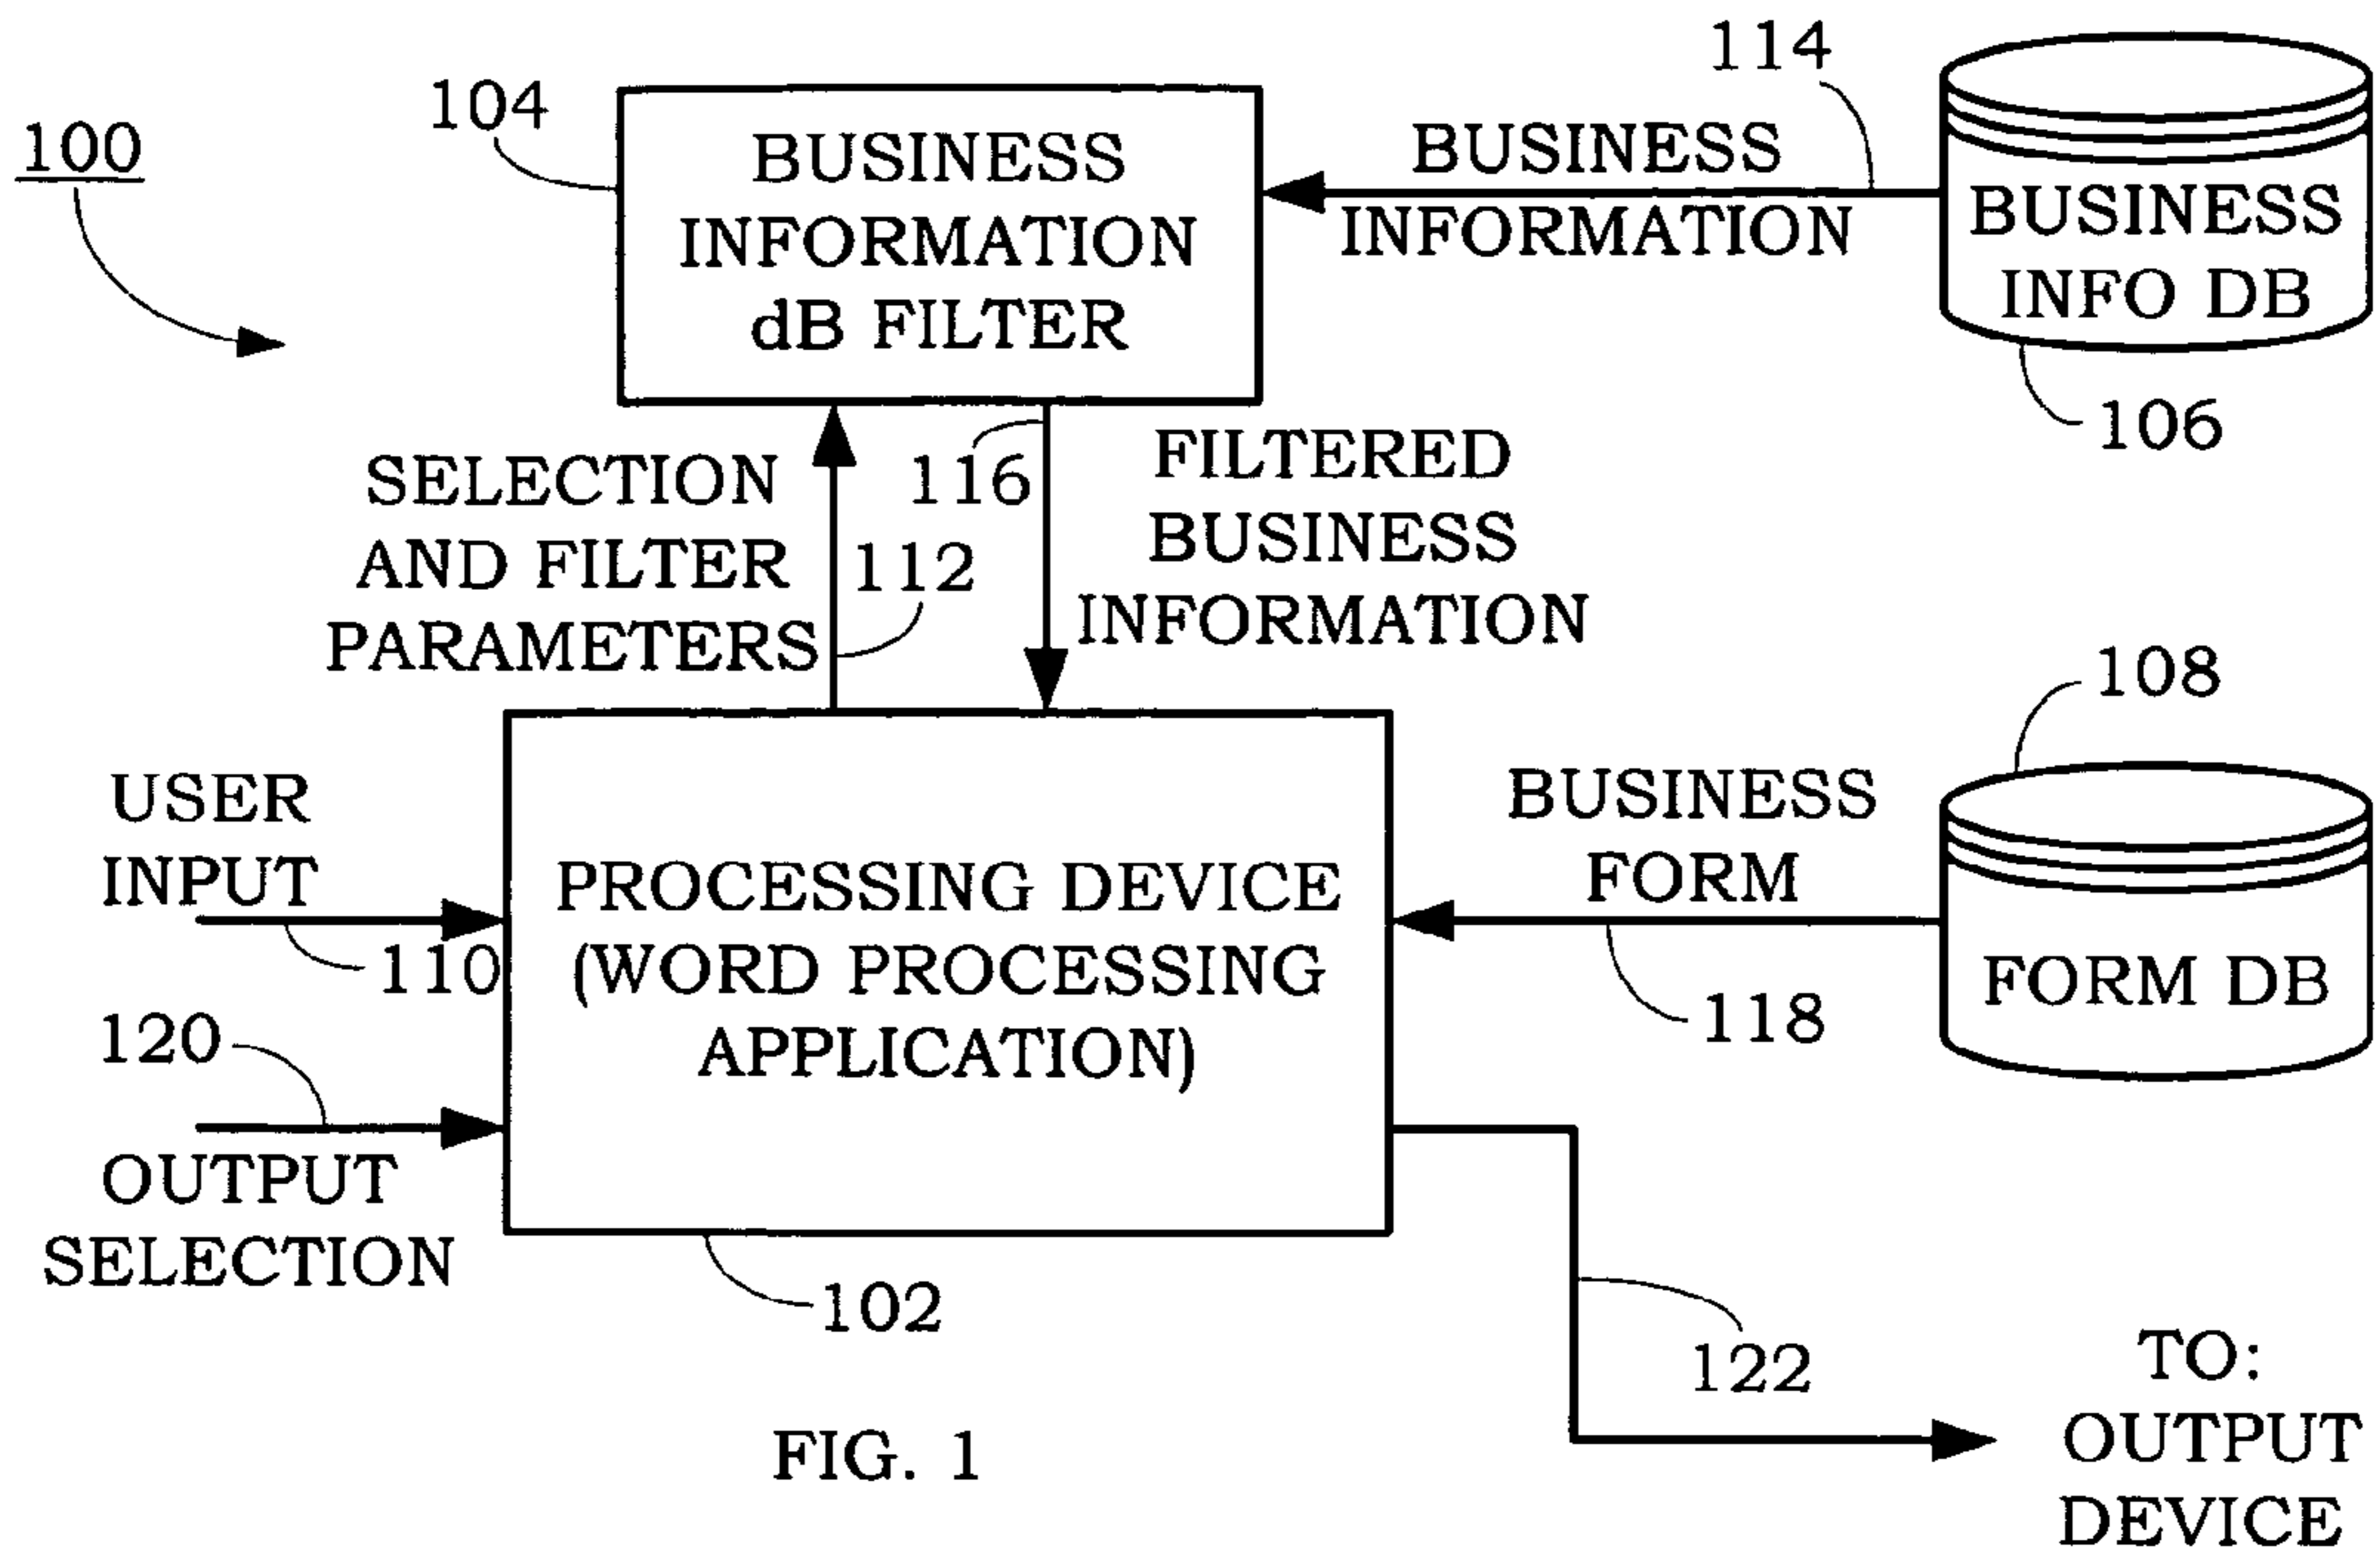 100
104
BUSINESS
INFORMATION
dB FILTER
114
BUSINESS
INFORMATION
BUSINESS
INFO DB
106
SELECTION
AND FILTER
PARAMETERS
112
116
FILTERED
BUSINESS
INFORMATION
108
USER
INPUT
110
PROCESSING DEVICE
(WORD PROCESSING
APPLICATION)
BUSINESS
FORM
118
FORM DB
120
OUTPUT
SELECTION
102
122
TO:
OUTPUT
DEVICE
FIG. 1